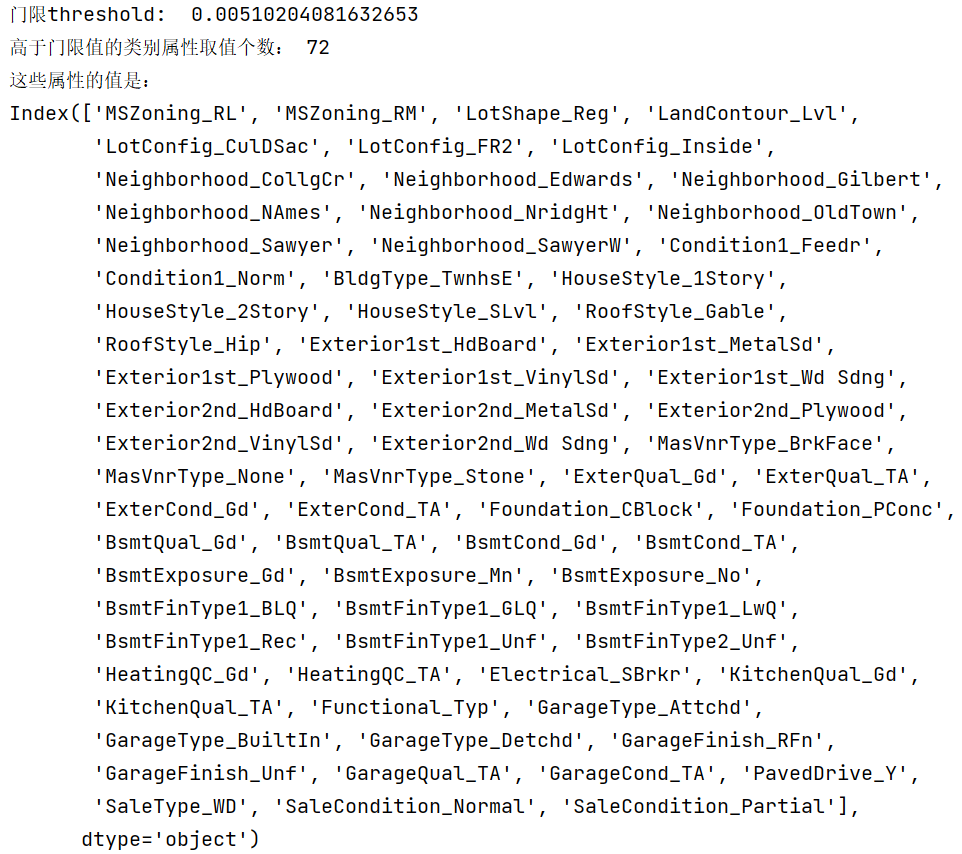 门限threshold:  0.00510204081632653
高于门限值的类别属性取值个数： 72
这些属性的值是：
Index(['MSZoning_RL', 'MSZoning_RM', 'LotShape_Reg', 'LandContour_Lvl',
       'LotConfig_CulDSac', 'LotConfig_FR2', 'LotConfig_Inside',
       'Neighborhood_CollgCr', 'Neighborhood_Edwards', 'Neighborhood_Gilbert',
       'Neighborhood_NAmes', 'Neighborhood_NridgHt', 'Neighborhood_OldTown',
       'Neighborhood_Sawyer', 'Neighborhood_SawyerW', 'Condition1_Feedr',
       'Condition1_Norm', 'BldgType_TwnhsE', 'HouseStyle_1Story',
       'HouseStyle_2Story', 'HouseStyle_SLvl', 'RoofStyle_Gable',
       'RoofStyle_Hip', 'Exterior1st_HdBoard', 'Exterior1st_MetalSd',
       'Exterior1st_Plywood', 'Exterior1st_VinylSd', 'Exterior1st_Wd Sdng',
       'Exterior2nd_HdBoard', 'Exterior2nd_MetalSd', 'Exterior2nd_Plywood',
       'Exterior2nd_VinylSd', 'Exterior2nd_Wd Sdng', 'MasVnrType_BrkFace',
       'MasVnrType_None', 'MasVnrType_Stone', 'ExterQual_Gd', 'ExterQual_TA',
       'ExterCond_Gd', 'ExterCond_TA', 'Foundation_CBlock', 'Foundation_PConc',
       'BsmtQual_Gd', 'BsmtQual_TA', 'BsmtCond_Gd', 'BsmtCond_TA',
       'BsmtExposure_Gd', 'BsmtExposure_Mn', 'BsmtExposure_No',
       'BsmtFinType1_BLQ', 'BsmtFinType1_GLQ', 'BsmtFinType1_LwQ',
       'BsmtFinType1_Rec', 'BsmtFinType1_Unf', 'BsmtFinType2_Unf',
       'HeatingQC_Gd', 'HeatingQC_TA', 'Electrical_SBrkr', 'KitchenQual_Gd',
       'KitchenQual_TA', 'Functional_Typ', 'GarageType_Attchd',
       'GarageType_BuiltIn', 'GarageType_Detchd', 'GarageFinish_RFn',
       'GarageFinish_Unf', 'GarageQual_TA', 'GarageCond_TA', 'PavedDrive_Y',
       'SaleType_WD', 'SaleCondition_Normal', 'SaleCondition_Partial'],
      dtype='object')